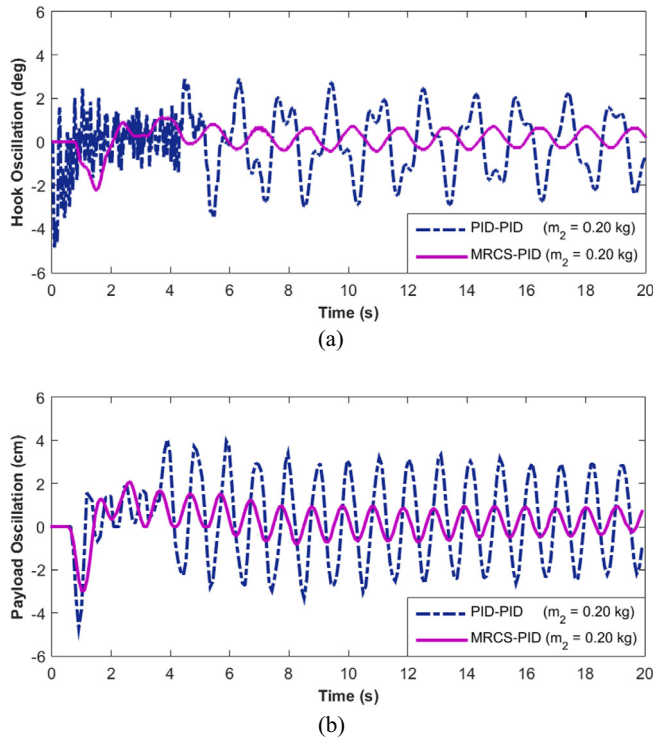 6
4
2
0
-2
-4
-6
Hook Oscillation (deg)
PID-PID (m2 = 0.20 kg)
MRCS-PID (m2 = 0.20 kg)
0 2 4 6 8 10 12 14 16 18 20
Time (s)
(a)
6
4
2
0
-2
-4
-6
Payload Oscillation (cm)
PID-PID (m2 = 0.20 kg)
MRCS-PID (m2 = 0.20 kg)
0 2 4 6 8 10 12 14 16 18 20
Time (s)
(b)